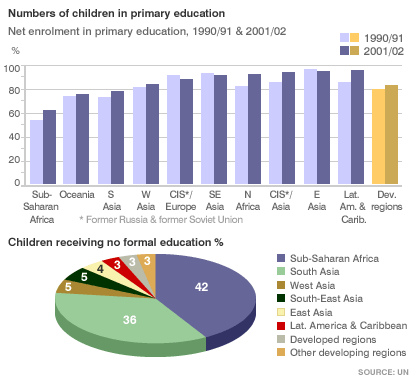 Numbers of children in primary education
Net enrolment in primary education, 1990/91 & 2001/02
%
1990/91
2001/02
100
80
60
40
20
0
Sub-Saharan Africa
Oceania
S Asia
W Asia
CIS*/Europe
SE Asia
N Africa
CIS*/Asia
E Asia
Lat. Am. & Carib.
Dev. regions
* Former Russia & former Soviet Union
Children receiving no formal education %
42
36
5
5
4
3
3
3
Sub-Saharan Africa
South Asia
West Asia
South-East Asia
East Asia
Lat. America & Caribbean
Developed regions
Other developing regions
SOURCE: UN